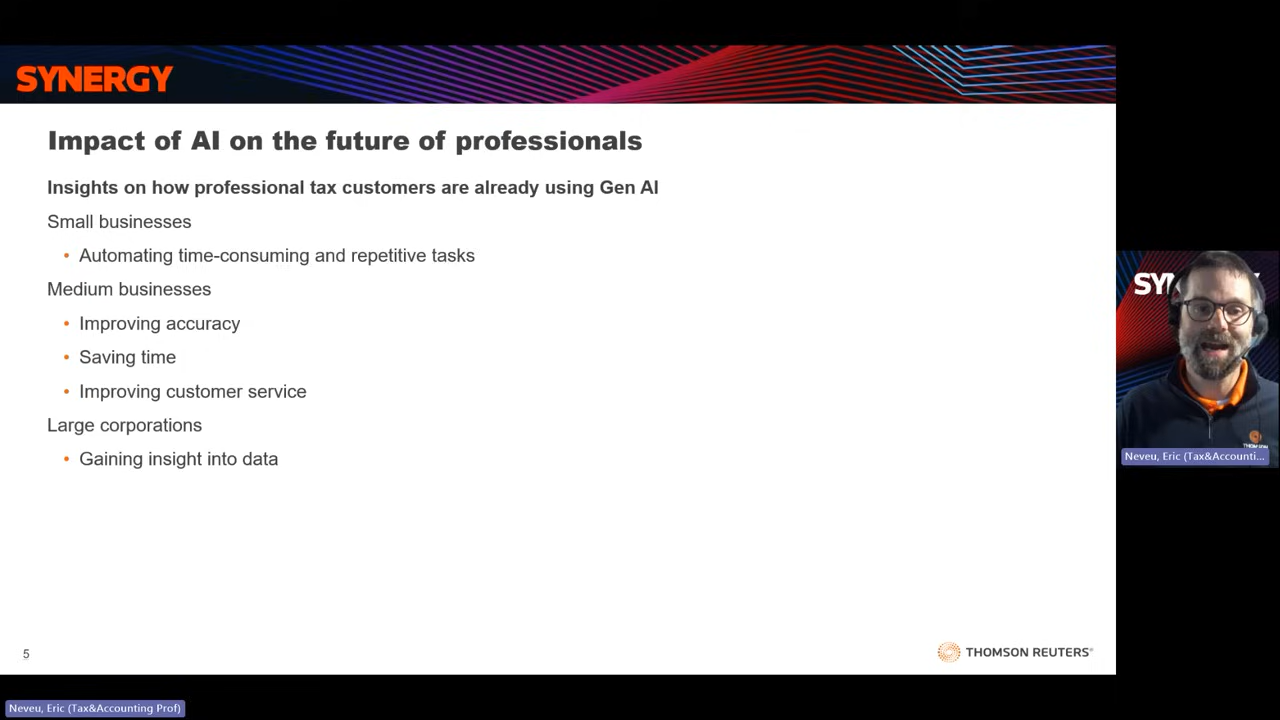 SYNERGY
Impact of AI on the future of professionals
Insights on how professional tax customers are already using Gen AI
Small businesses
• Automating time-consuming and repetitive tasks
Medium businesses
• Improving accuracy
• Saving time
• Improving customer service
Large corporations
• Gaining insight into data
5
THOMSON REUTERS®
Neveu, Eric (Tax&Accounti...
Neveu, Eric (Tax&Accounting Prof)